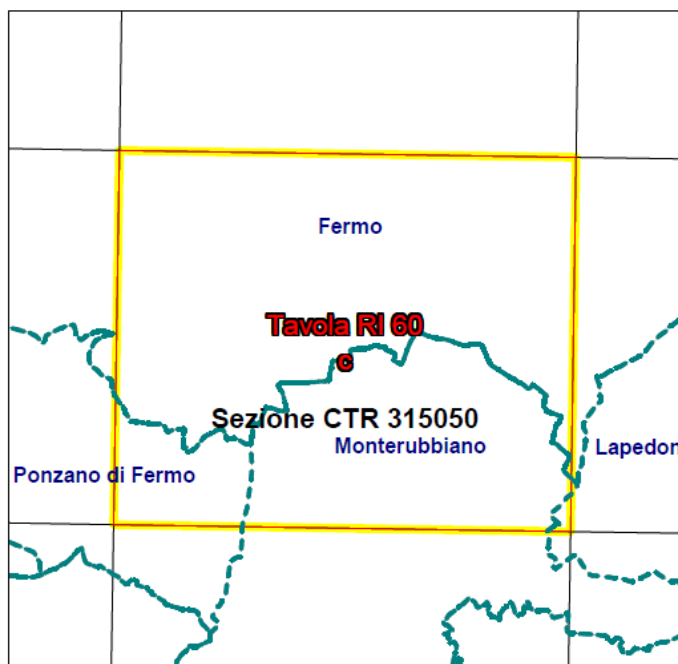 Fermo
Tavola RI 60
c
Sezione CTR 315050
Monterubbiano
Lapedon
Ponzano di Fermo